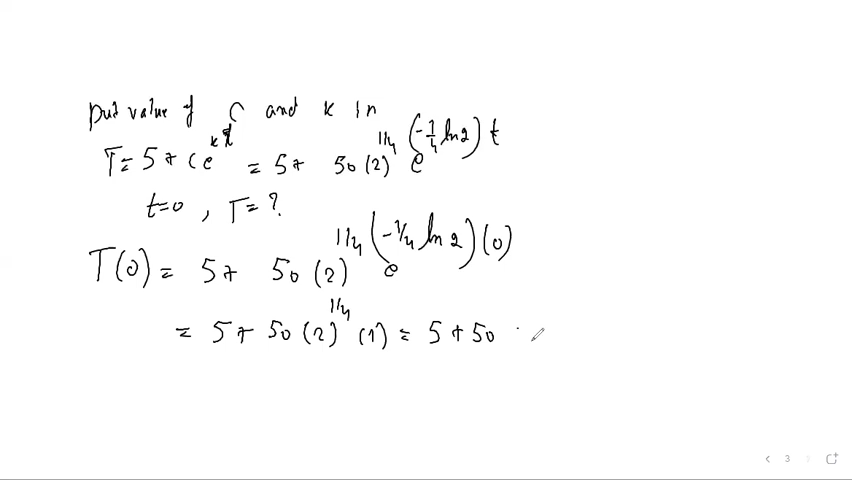 put value of C and k in
T = 5 + Ce^{kt} = 5 + 50 (2)^{1/4} e^{(-1/4 ln 2) t}
t=0 , T = ?
T(0) = 5 + 50 (2)^{1/4} e^{(-1/4 ln 2)(0)}
= 5 + 50 (2)^{1/4} (1) = 5 + 50 ·
3